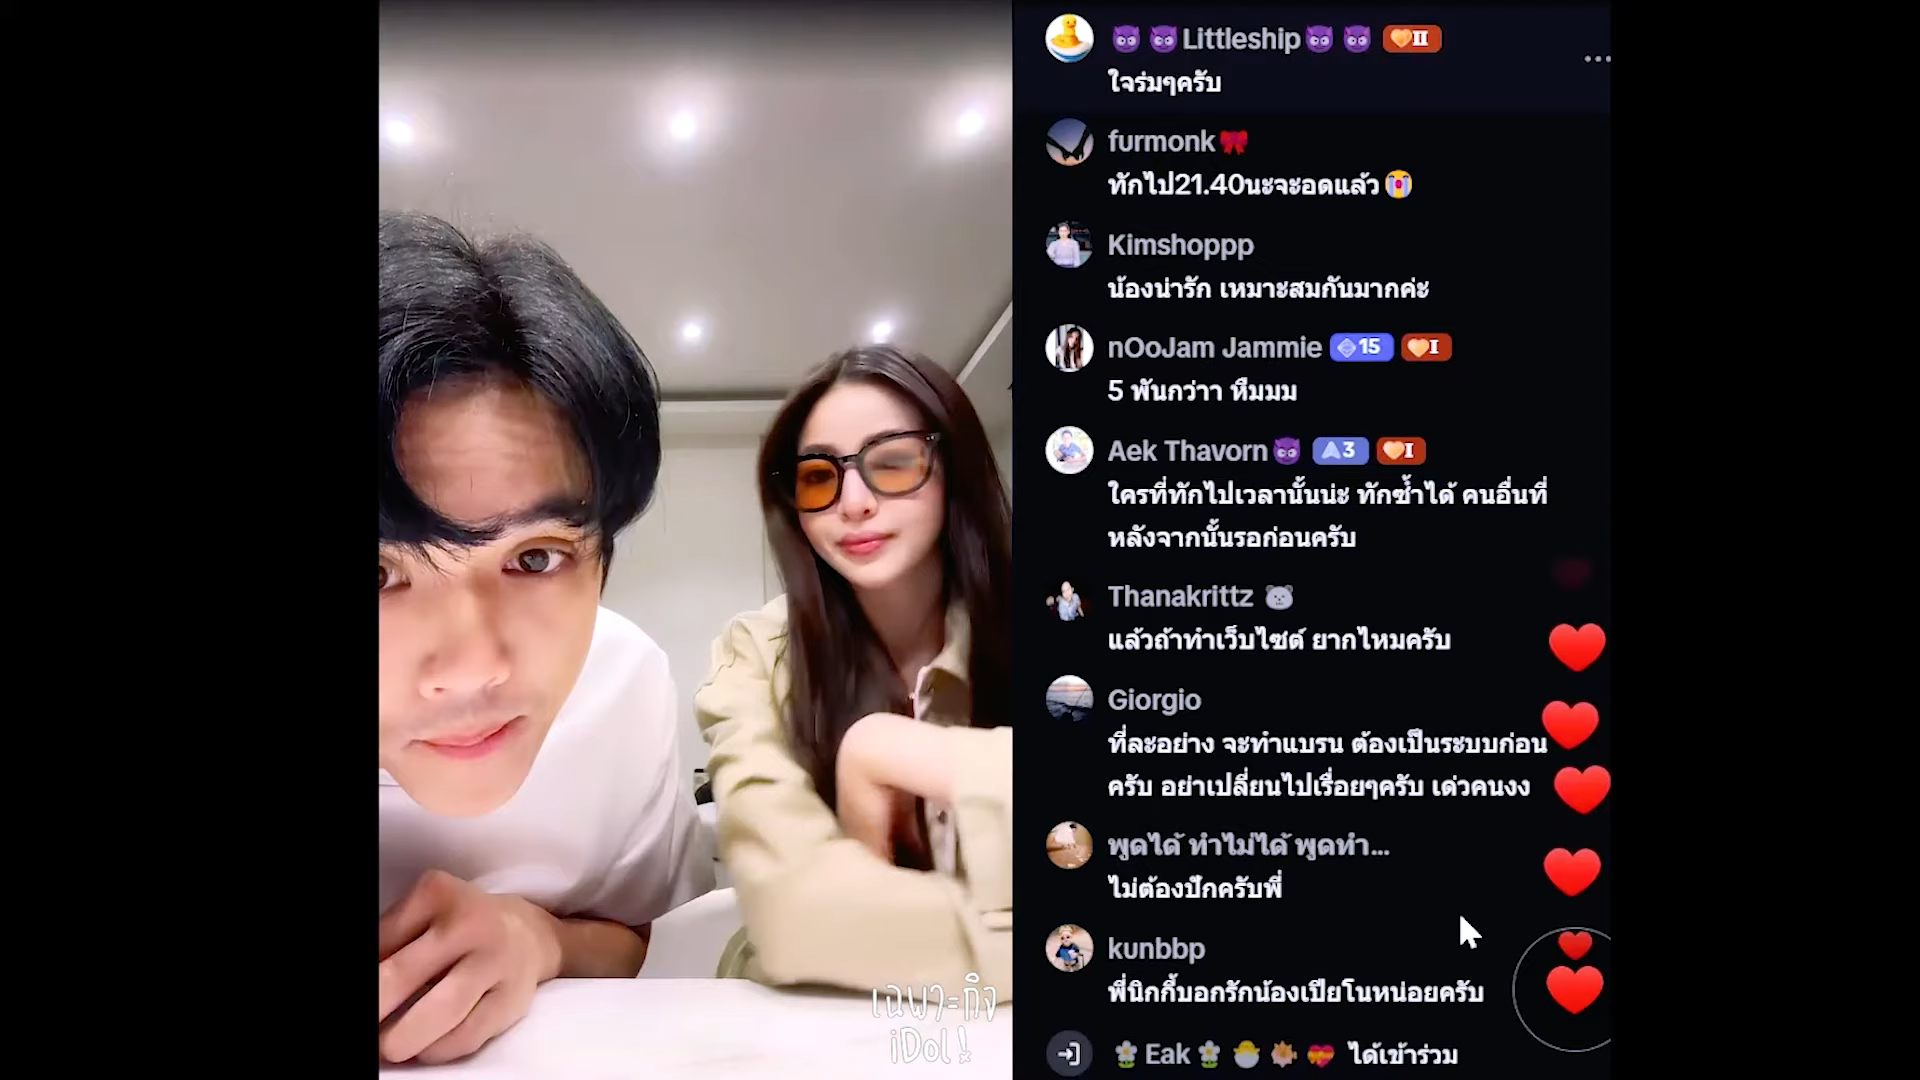 😈😈Littleship😈😈 II
ใจร่มๆครับ
furmonk🎀
ทักไป21.40นะจะอดแล้ว😭
Kimshoppp
น้องน่ารัก เหมาะสมกันมากค่ะ
nOoJam Jammie 15 I
5 พันกว่าา หืมมม
Aek Thavorn😈 3 I
ใครที่ทักไปเวลานั้นน่ะ ทักซ้ำได้ คนอื่นที่
หลังจากนั้นรอก่อนครับ
Thanakrittz 🐻‍❄️
แล้วถ้าทำเว็บไซต์ ยากไหมครับ
Giorgio
ที่ละอย่าง จะทำแบรน ต้องเป็นระบบก่อน
ครับ อย่าเปลี่ยนไปเรื่อยๆครับ เด่วคนงง
พูดได้ ทำไม่ได้ พูดทำ...
ไม่ต้องปักครับพี่
kunbbp
พี่นิกกี้บอกรักน้องเปียโนหน่อยครับ
Eak ได้เข้าร่วม
เฉพาะกิจ
iDol!